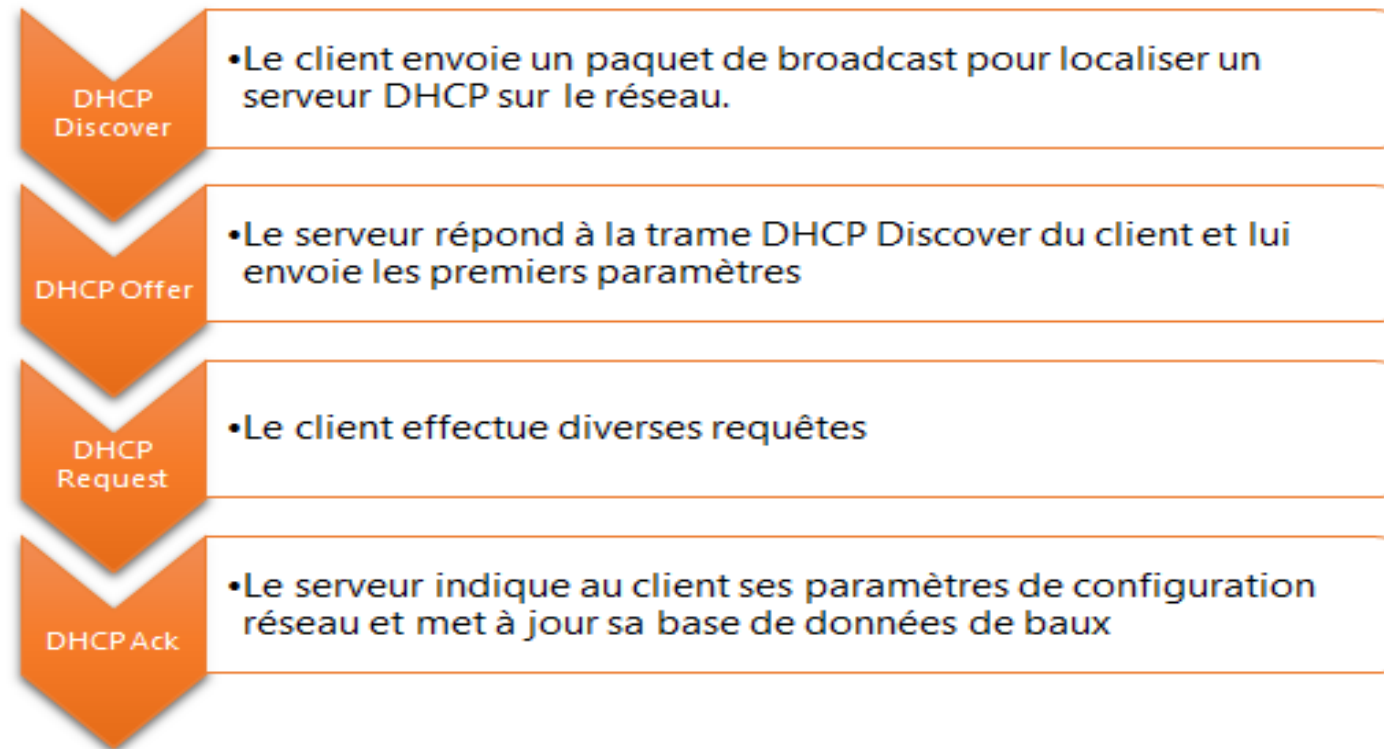 DHCP
Discover
•Le client envoie un paquet de broadcast pour localiser un
serveur DHCP sur le réseau.
DHCP Offer
•Le serveur répond à la trame DHCP Discover du client et lui
envoie les premiers paramètres
DHCP
Request
•Le client effectue diverses requêtes
DHCP Ack
•Le serveur indique au client ses paramètres de configuration
réseau et met à jour sa base de données de baux